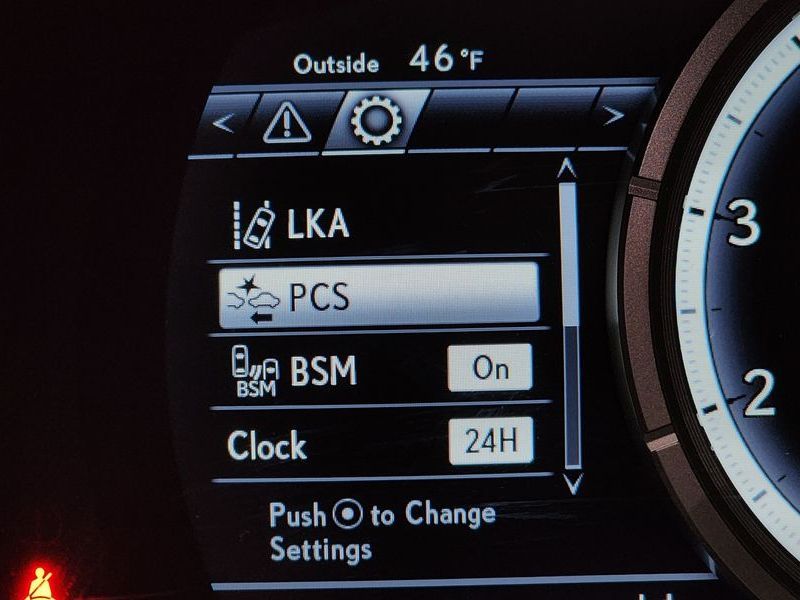 Outside 46°F
< >
LKA
3
PCS
BSM
BSM On
2
Clock 24H
Push to Change
Settings